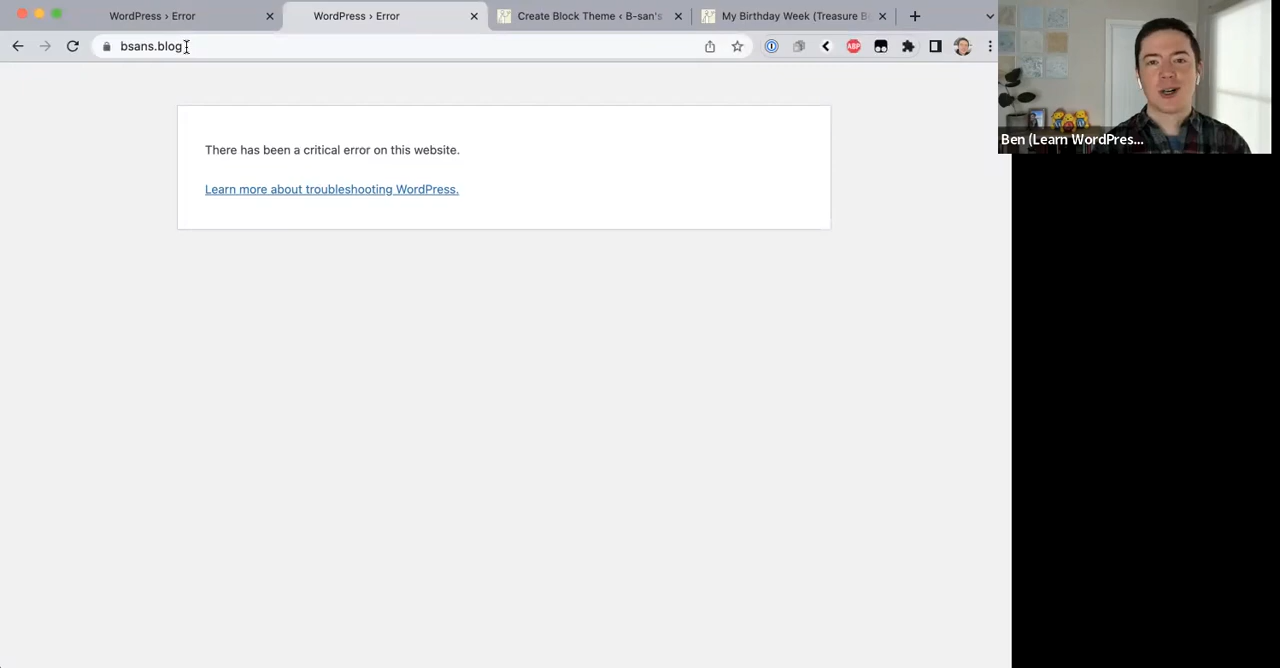 WordPress › Error
WordPress › Error
Create Block Theme ‹ B-san's
My Birthday Week (Treasure B
bsans.blog
ABP
There has been a critical error on this website.
Learn more about troubleshooting WordPress.
Ben (Learn WordPres...